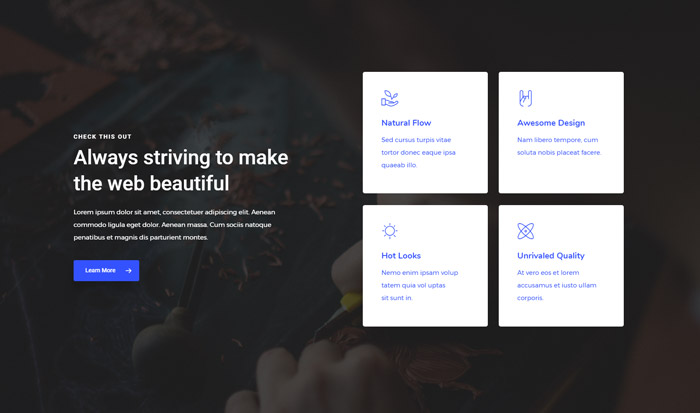 CHECK THIS OUT
Always striving to make
the web beautiful
Lorem ipsum dolor sit amet, consectetuer adipiscing elit. Aenean
commodo ligula eget dolor. Aenean massa. Cum sociis natoque
penatibus et magnis dis parturient montes.
Learn More
Natural Flow
Sed cursus turpis vitae
tortor donec eaque ipsa
quaeab illo.
Awesome Design
Nam libero tempore, cum
soluta nobis placeat facere.
Hot Looks
Nemo enim ipsam volup
tatem quia vol uptas
sit sunt in.
Unrivaled Quality
At vero eos et lorem
accusamus et iusto ullam
corporis.